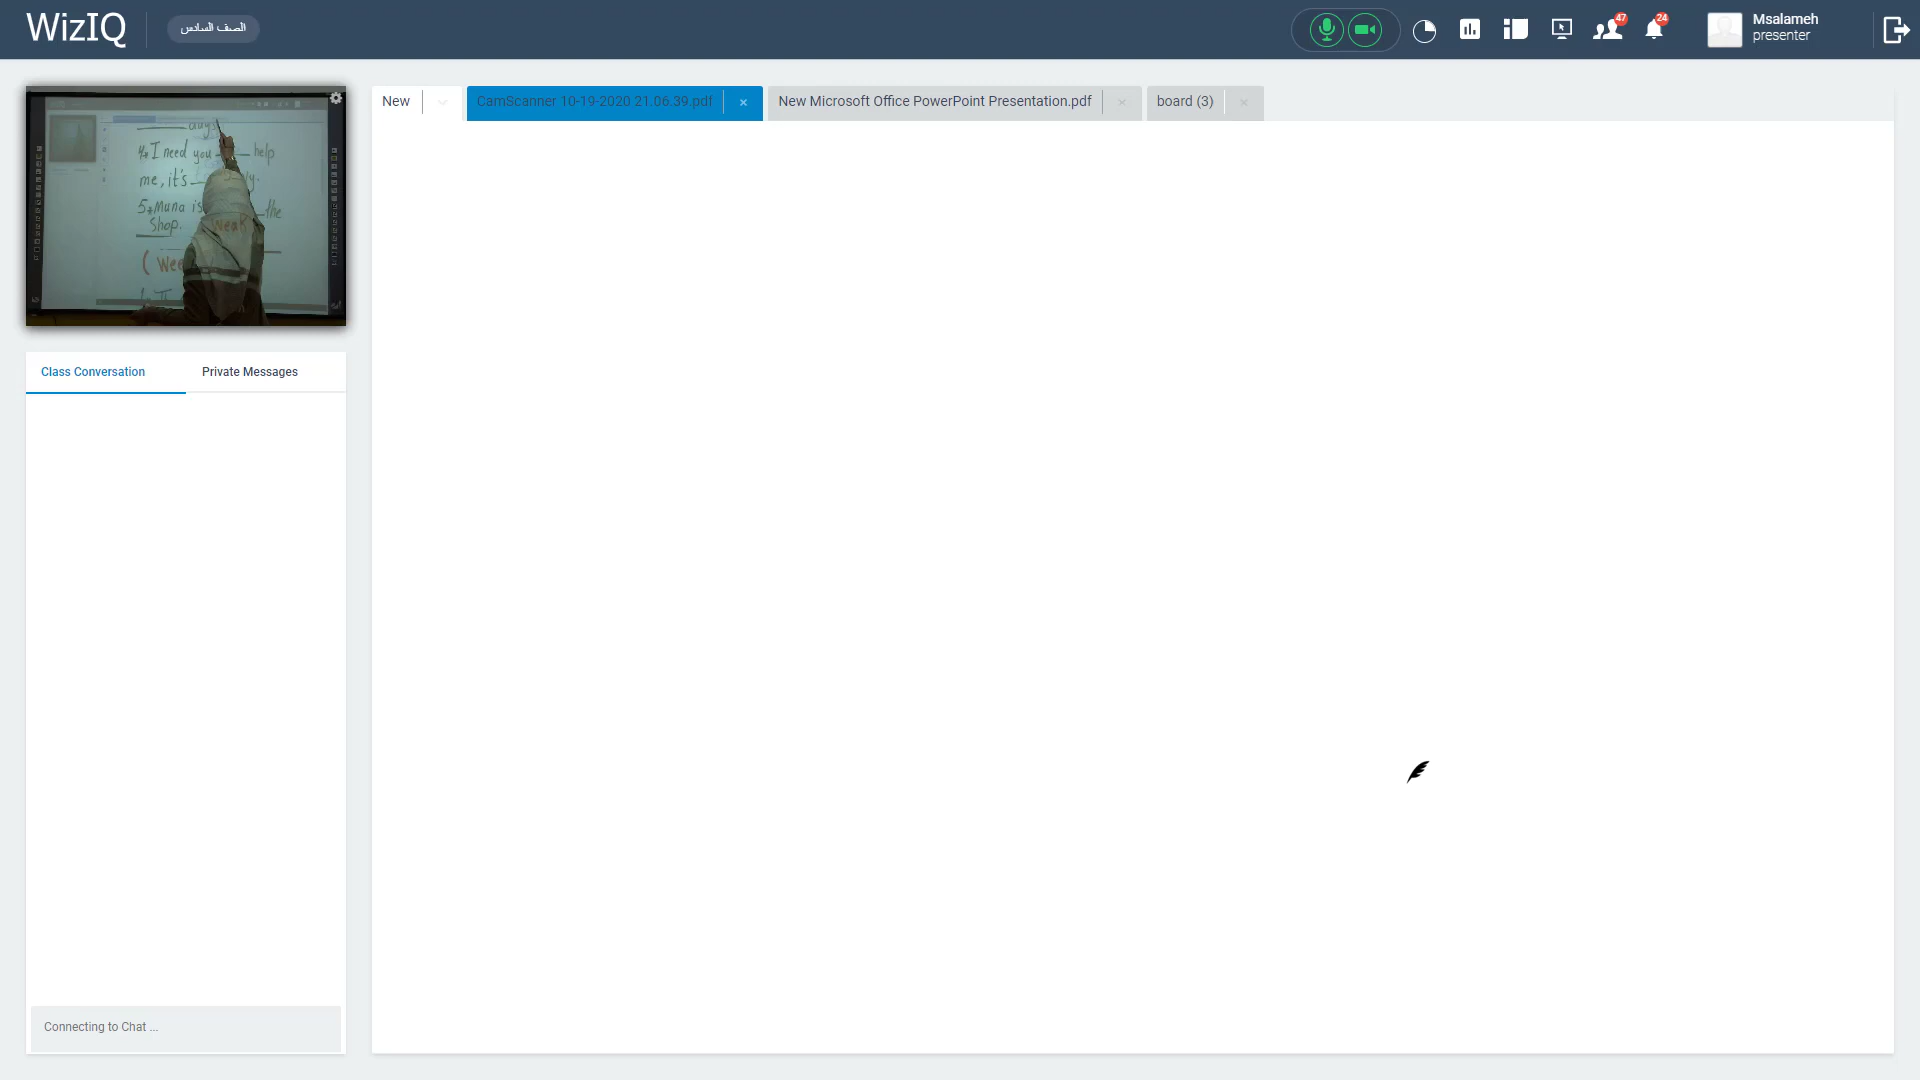 WizIQ
الصف السادس
47
24
Msalameh
presenter
New
CamScanner 10-19-2020 21.06.39.pdf
New Microsoft Office PowerPoint Presentation.pdf
board (3)
days
4. I need you help
me, it's
5. Muna is the
Shop.
Weak
Class Conversation
Private Messages
Connecting to Chat ...